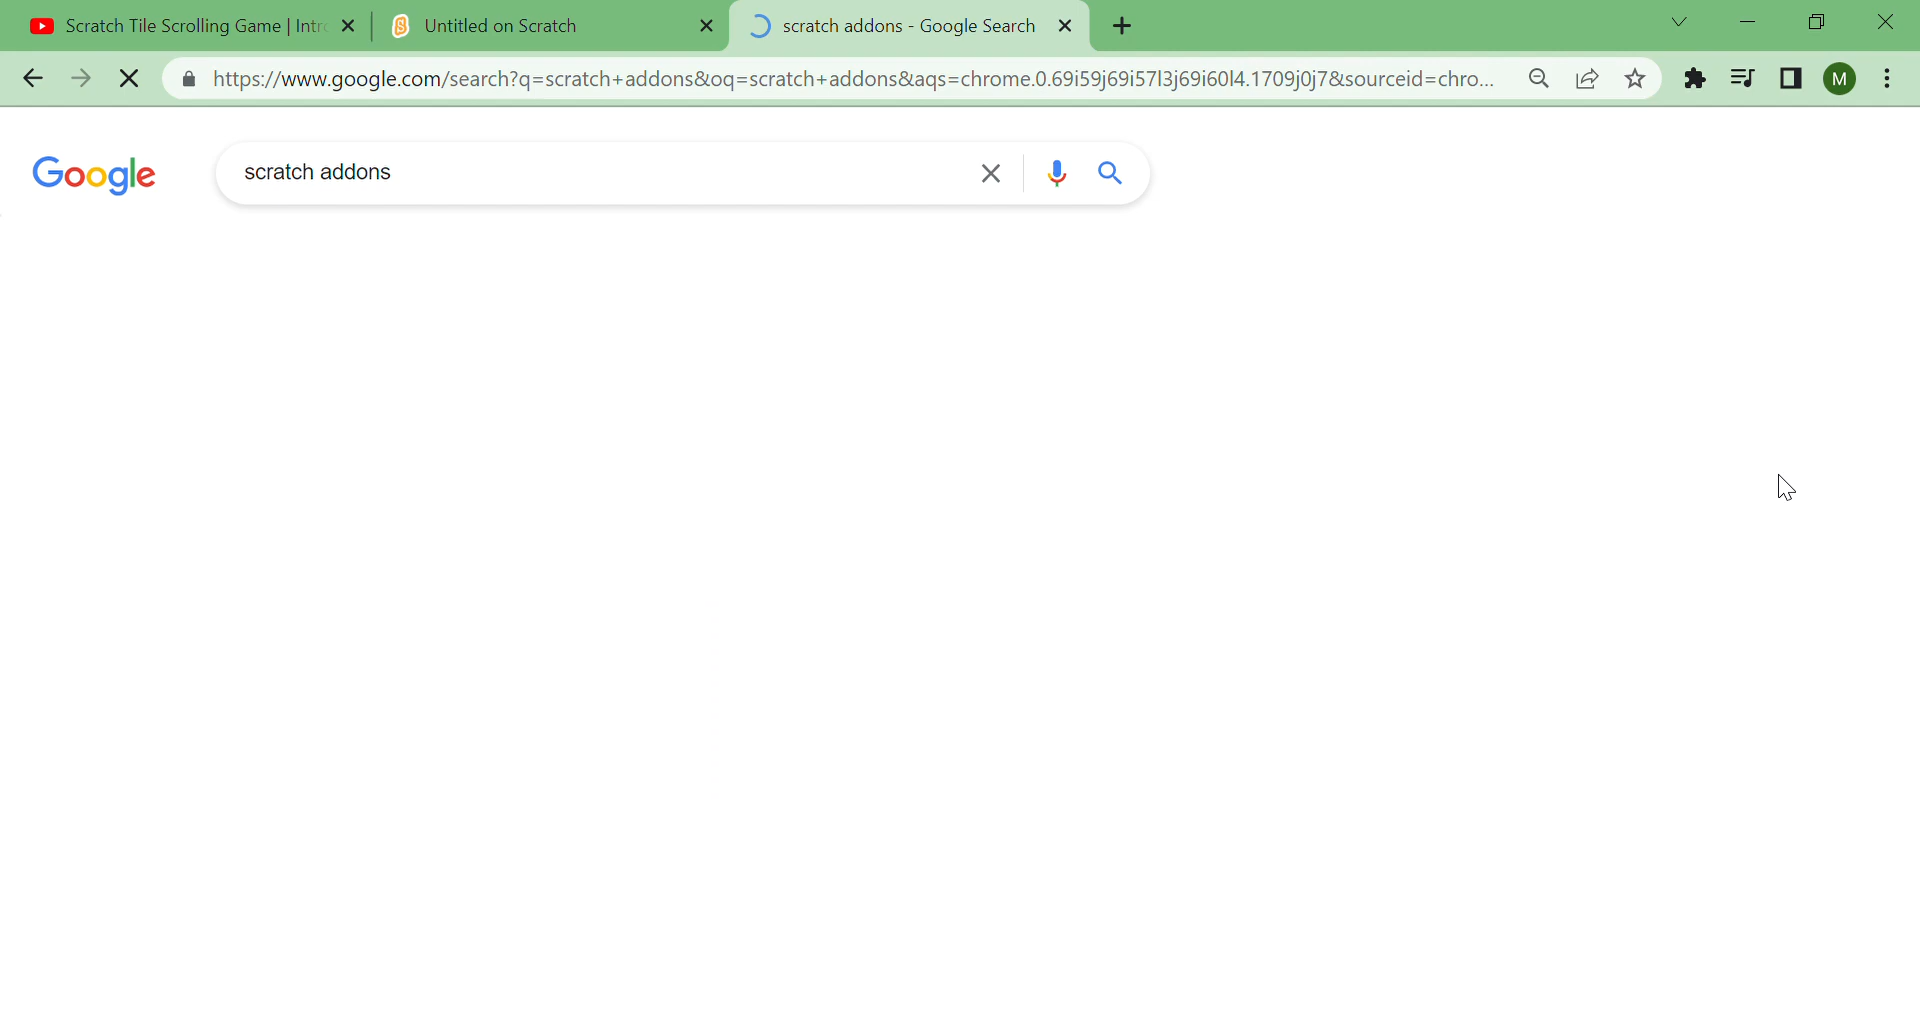 Scratch Tile Scrolling Game | Intr
Untitled on Scratch
scratch addons - Google Search
https://www.google.com/search?q=scratch+addons&oq=scratch+addons&aqs=chrome.0.69i59j69i57l3j69i60l4.1709j0j7&sourceid=chro...
M
Google
scratch addons